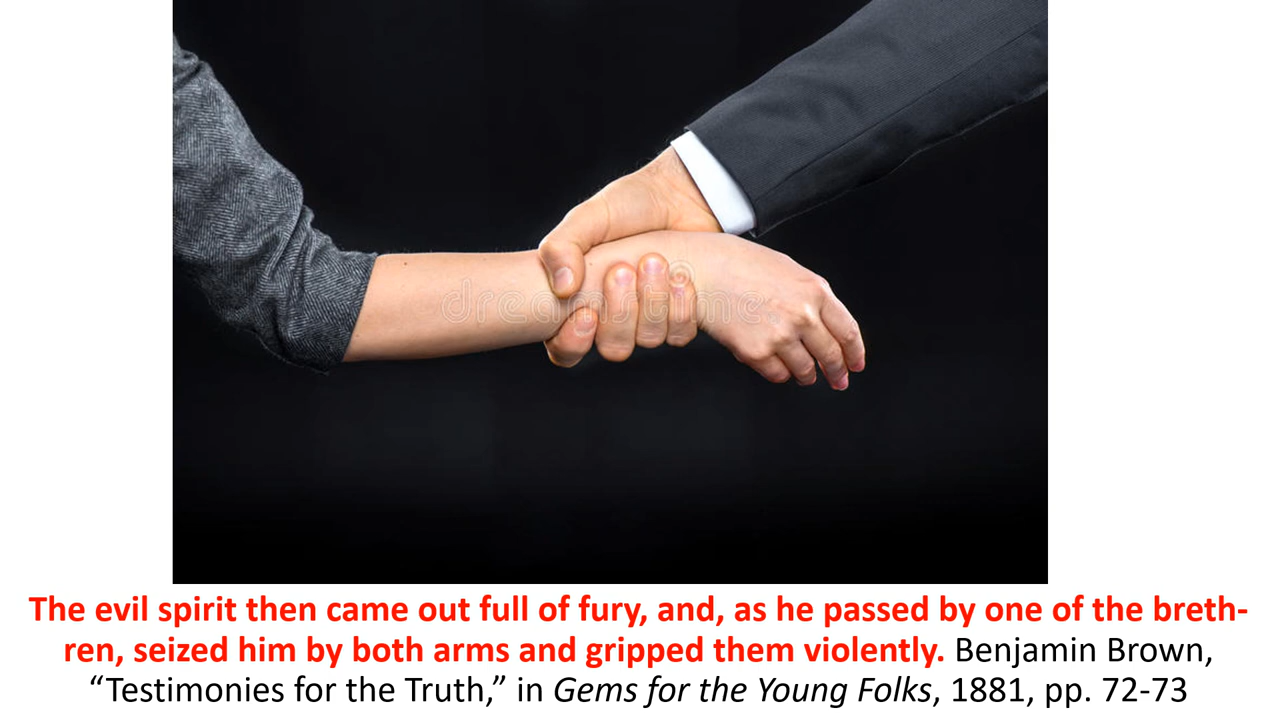 dreamstime
The evil spirit then came out full of fury, and, as he passed by one of the breth-
ren, seized him by both arms and gripped them violently. Benjamin Brown,
“Testimonies for the Truth,” in Gems for the Young Folks, 1881, pp. 72-73